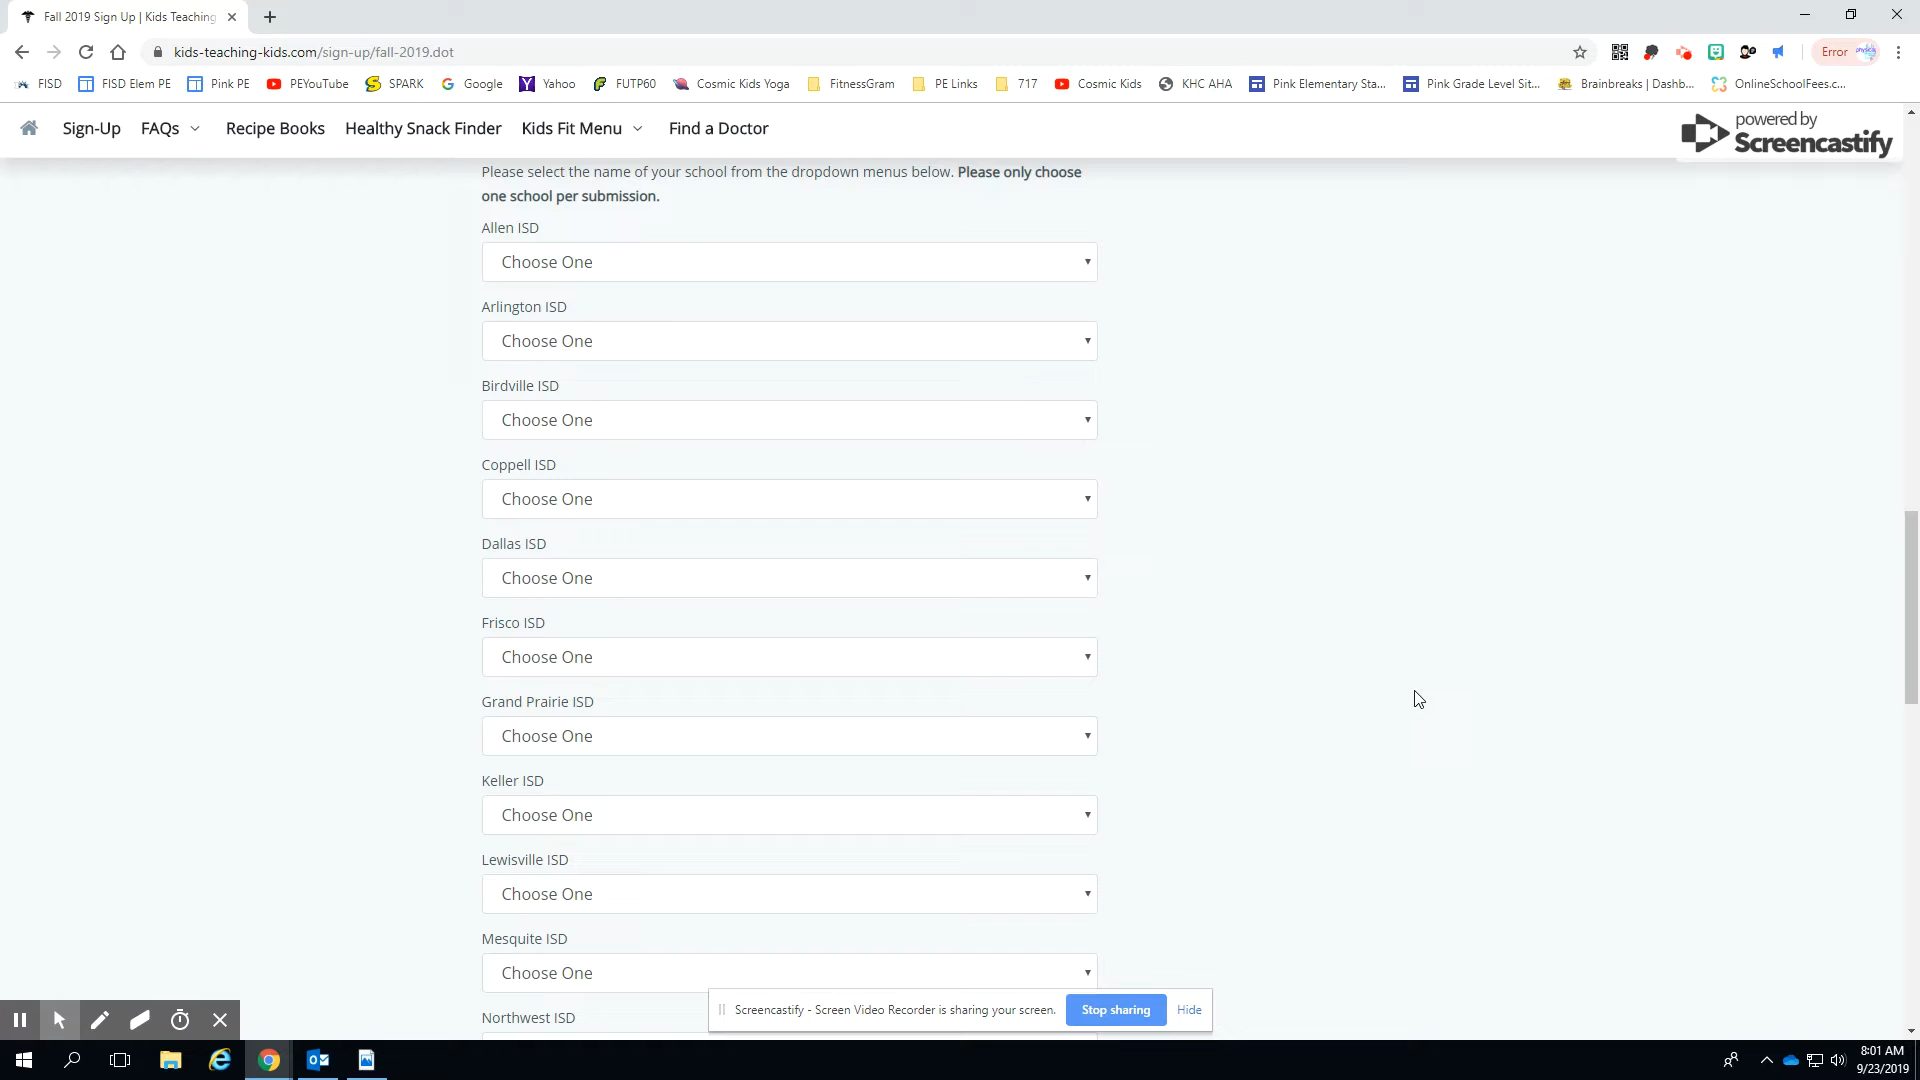 Fall 2019 Sign Up | Kids Teaching
kids-teaching-kids.com/sign-up/fall-2019.dot
Error
FISD FISD Elem PE Pink PE PEYouTube SPARK Google Yahoo FUTP60 Cosmic Kids Yoga FitnessGram PE Links 717 Cosmic Kids KHC AHA Pink Elementary Sta... Pink Grade Level Sit... Brainbreaks | Dashb... OnlineSchoolFees.c...
Sign-Up FAQs Recipe Books Healthy Snack Finder Kids Fit Menu Find a Doctor
powered by
Screencastify
Please select the name of your school from the dropdown menus below. Please only choose
one school per submission.
Allen ISD
Choose One
Arlington ISD
Choose One
Birdville ISD
Choose One
Coppell ISD
Choose One
Dallas ISD
Choose One
Frisco ISD
Choose One
Grand Prairie ISD
Choose One
Keller ISD
Choose One
Lewisville ISD
Choose One
Mesquite ISD
Choose One
Northwest ISD
Screencastify - Screen Video Recorder is sharing your screen. Stop sharing Hide
8:01 AM
9/23/2019